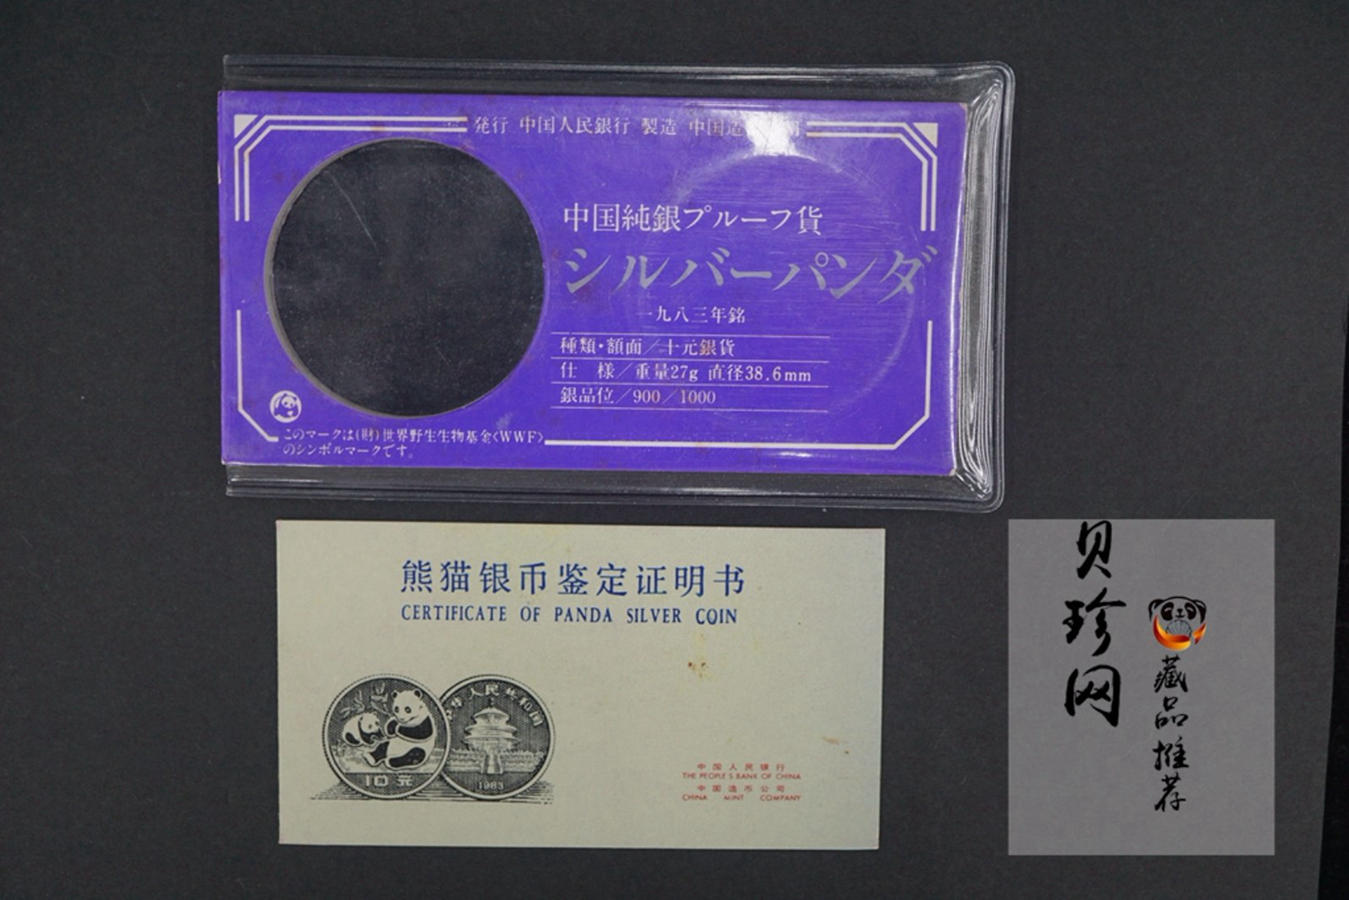 発行 中国人民銀行 製造 中国造
中国純銀プルーフ貨
シルバーパンダ
一九八三年銘
種類・額面／十元銀貨
仕 様／重量27g 直径38.6mm
銀品位／900／1000
このマークは(財)世界野生生物基金〈WWF〉
のシンボルマークです。
熊猫银币鉴定证明书
CERTIFICATE OF PANDA SILVER COIN
人民共和国
10元
1983
中国人民银行
THE PEOPLE'S BANK OF CHINA
中国造币公司
CHINA MINT COMPANY
贝珍网
藏品推荐